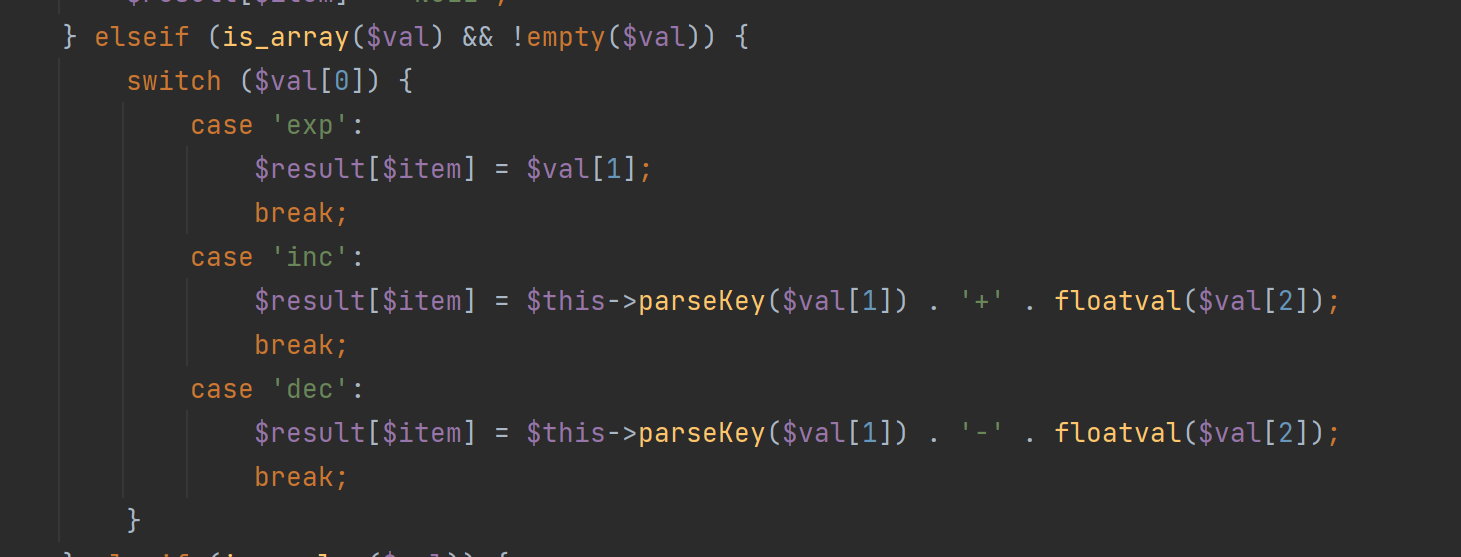 } elseif (is_array($val) && !empty($val)) {
switch ($val[0]) {
case 'exp':
$result[$item] = $val[1];
break;
case 'inc':
$result[$item] = $this->parseKey($val[1]) . '+' . floatval($val[2]);
break;
case 'dec':
$result[$item] = $this->parseKey($val[1]) . '-' . floatval($val[2]);
break;
}